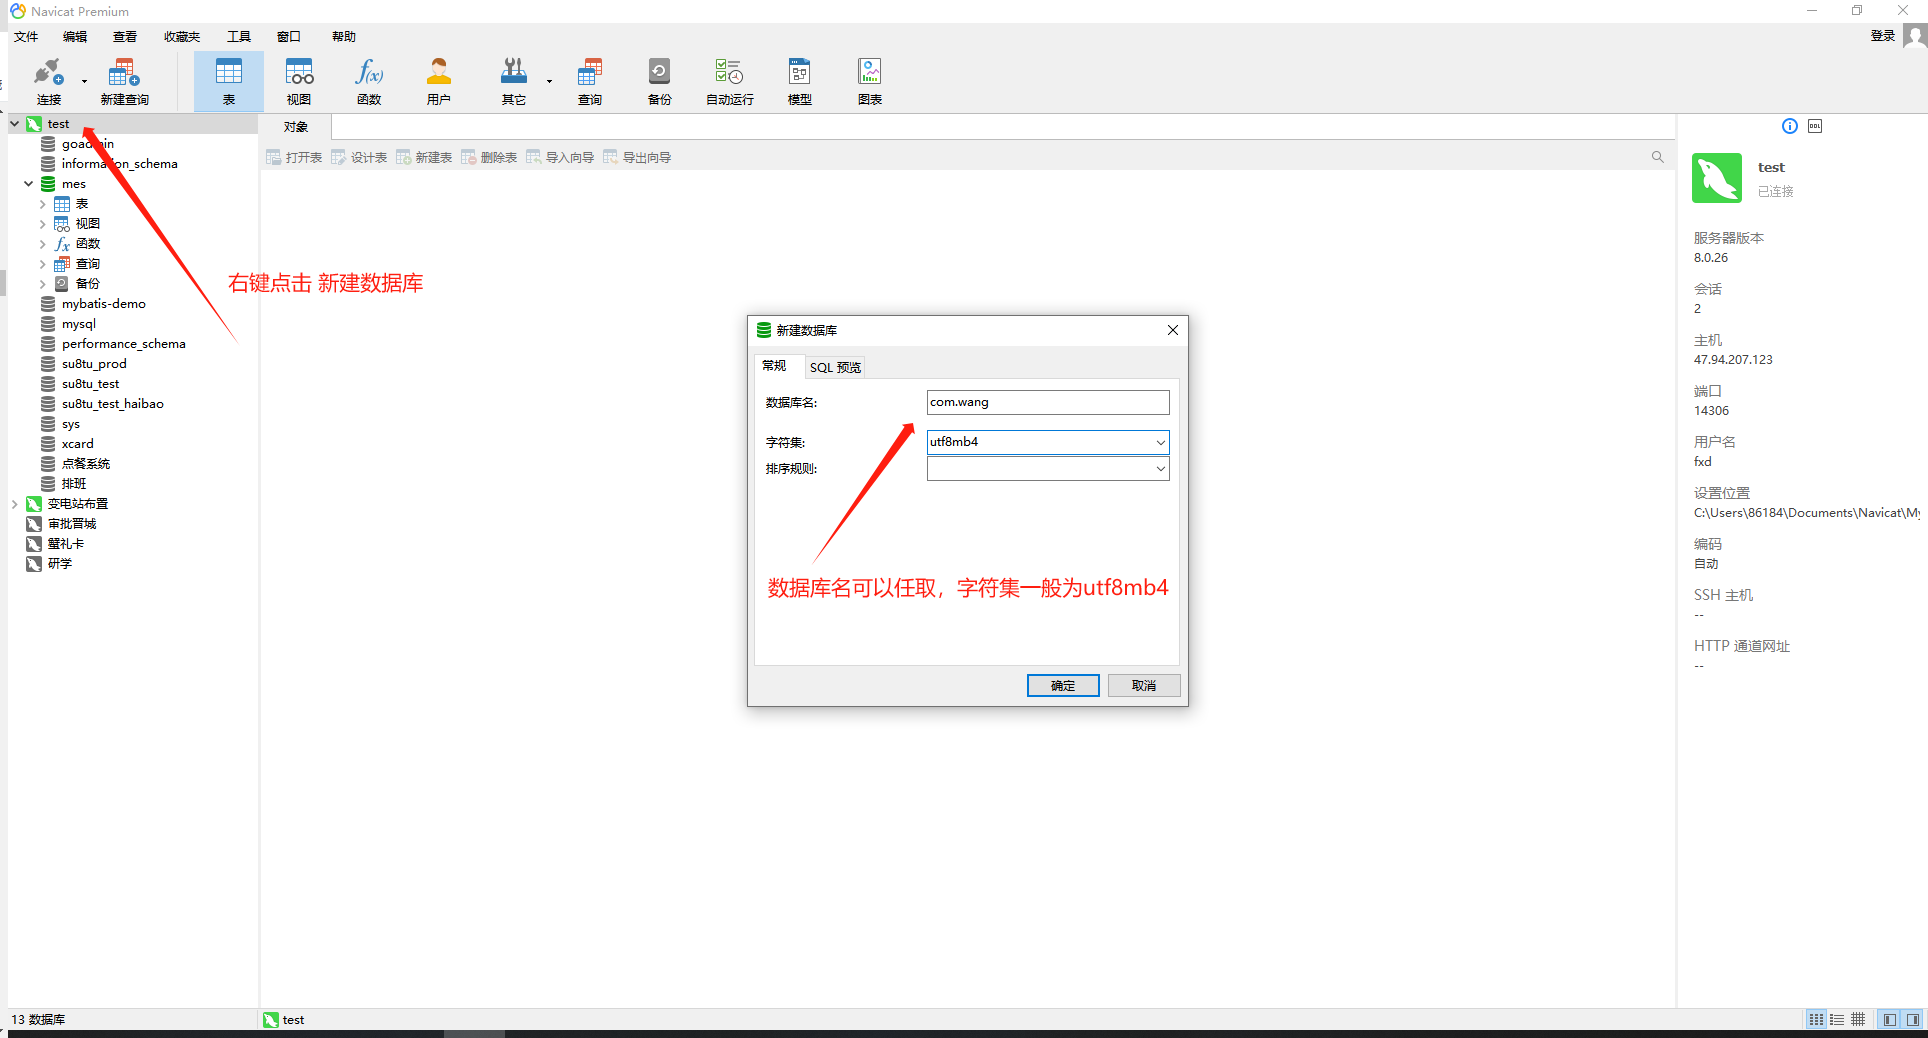 Navicat Premium
文件 编辑 查看 收藏夹 工具 窗口 帮助
登录
连接 新建查询 表 视图 函数 用户 其它 查询 备份 自动运行 模型 图表
test
goadmin
information_schema
mes
表
视图
函数
查询
备份
mybatis-demo
mysql
performance_schema
su8tu_prod
su8tu_test
su8tu_test_haibao
sys
xcard
点餐系统
排班
变电站布置
审批晋城
蟹礼卡
研学
对象
打开表 设计表 新建表 删除表 导入向导 导出向导
右键点击 新建数据库
新建数据库
常规 SQL 预览
数据库名: com.wang
字符集: utf8mb4
排序规则:
数据库名可以任取，字符集一般为utf8mb4
确定 取消
DDL
test
已连接
服务器版本
8.0.26
会话
2
主机
47.94.207.123
端口
14306
用户名
fxd
设置位置
C:\Users\86184\Documents\Navicat\My
编码
自动
SSH 主机
--
HTTP 通道网址
--
13 数据库
test